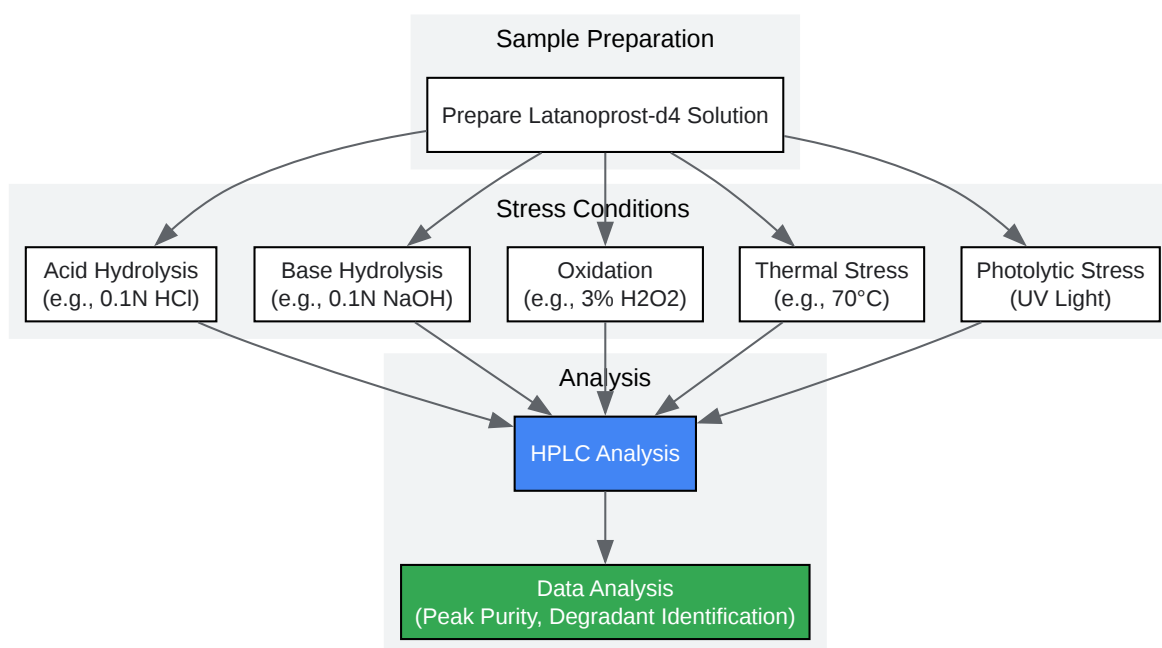 Sample Preparation
Prepare Latanoprost-d4 Solution
Stress Conditions
Acid Hydrolysis
(e.g., 0.1N HCl)
Base Hydrolysis
(e.g., 0.1N NaOH)
Oxidation
(e.g., 3% H2O2)
Thermal Stress
(e.g., 70°C)
Photolytic Stress
(UV Light)
Analysis
HPLC Analysis
Data Analysis
(Peak Purity, Degradant Identification)